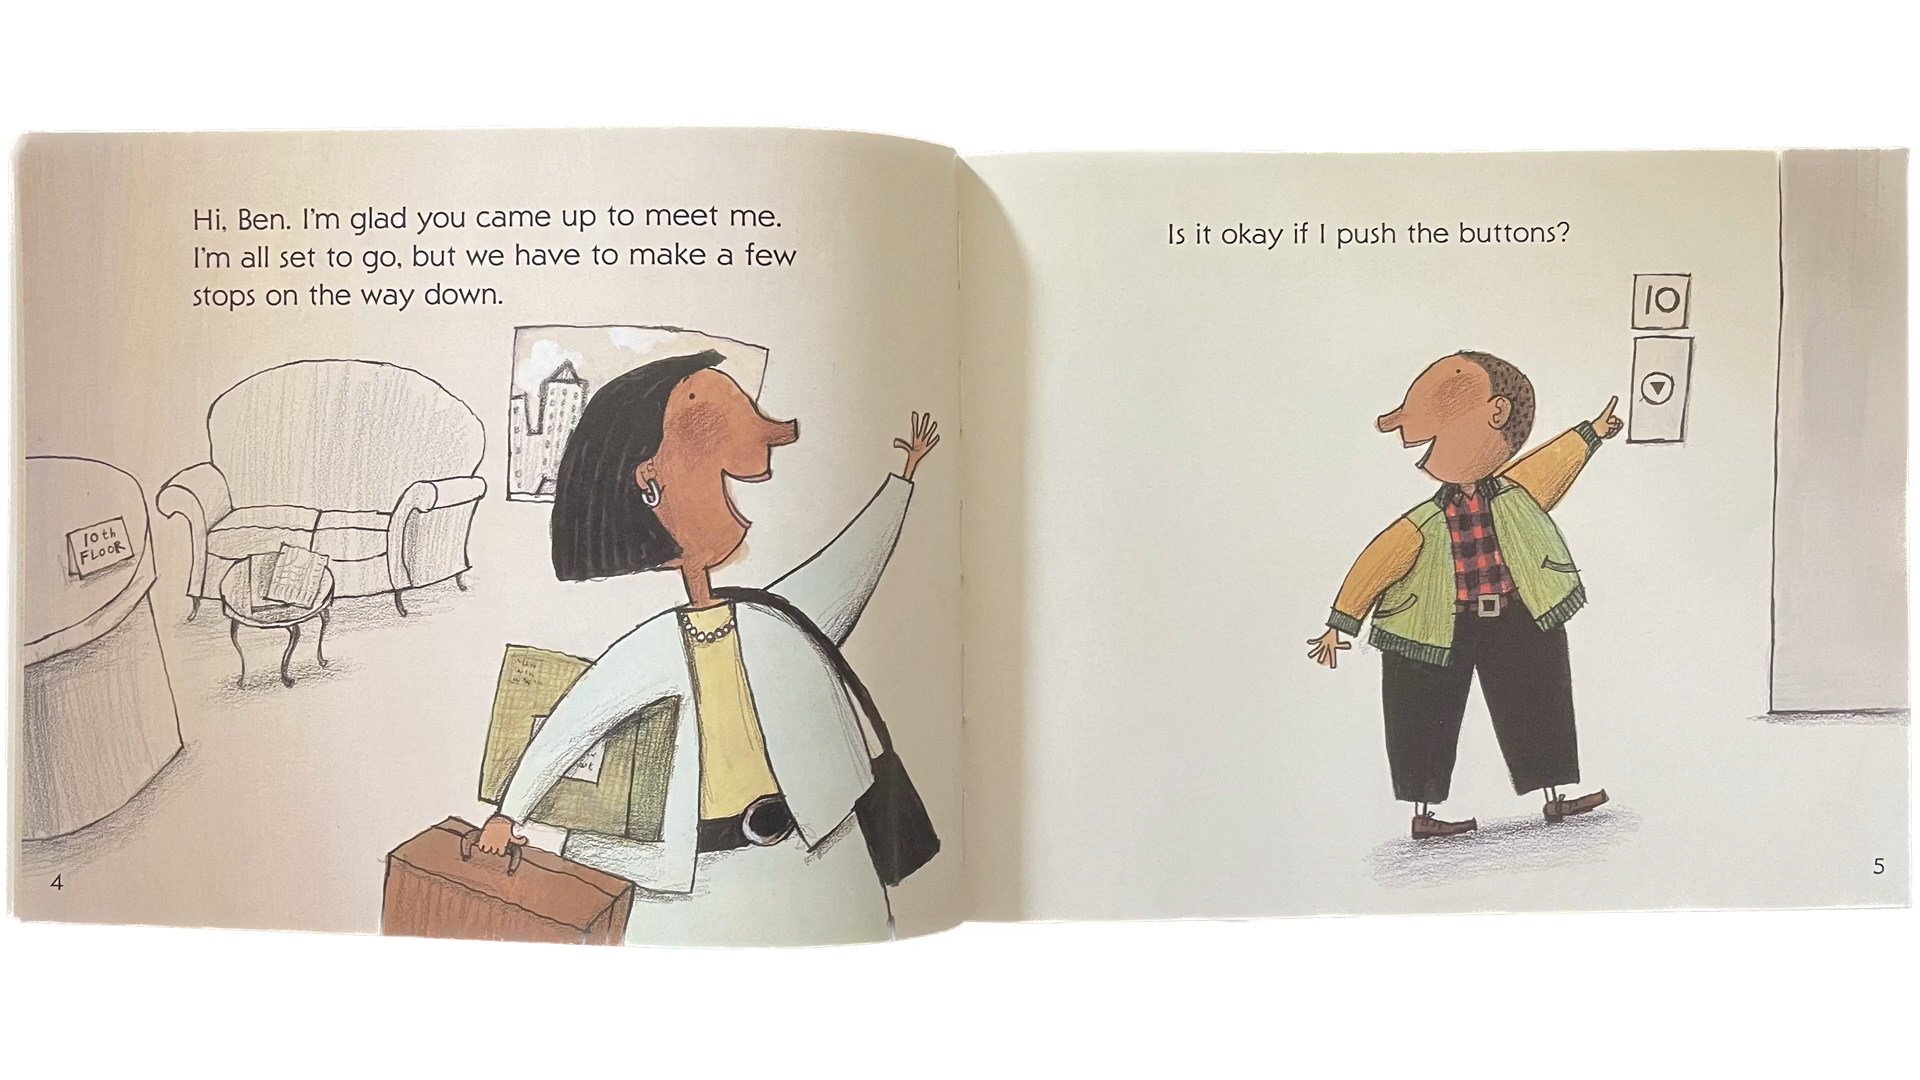 Hi, Ben. I'm glad you came up to meet me.
I'm all set to go, but we have to make a few
stops on the way down.
10th
FLOOR
4
Is it okay if I push the buttons?
10
5